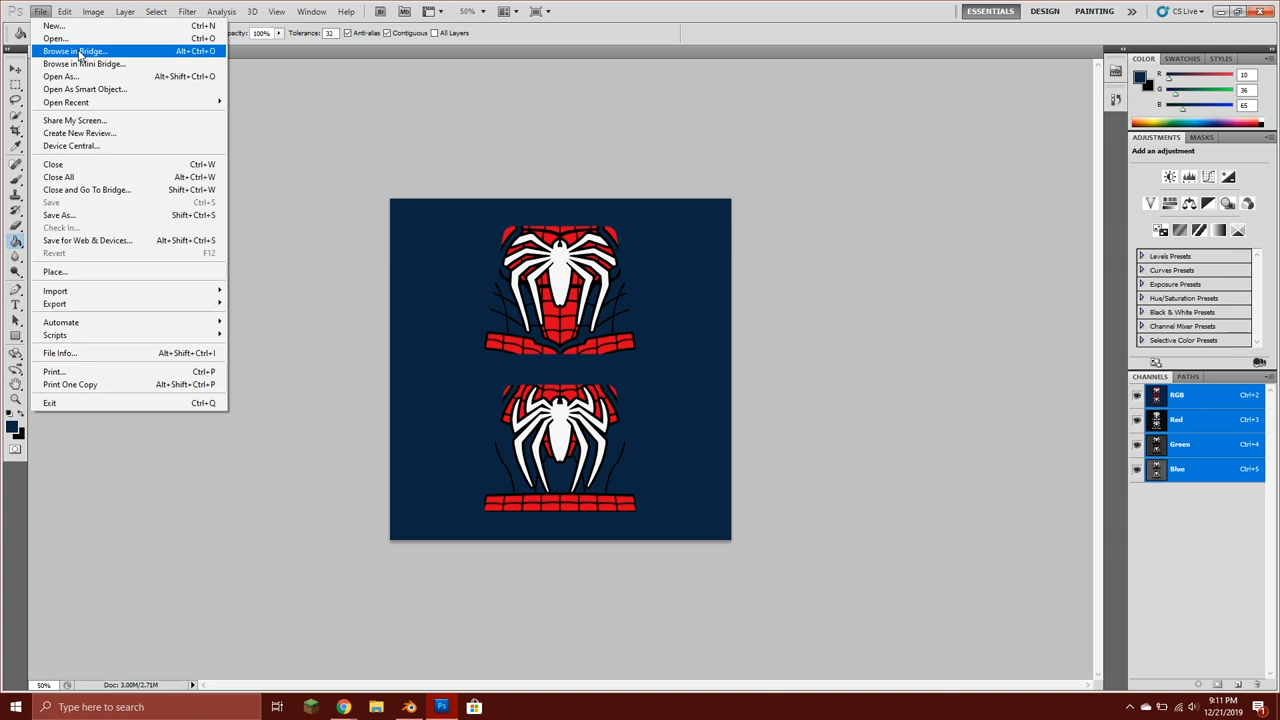 Ps File Edit Image Layer Select Filter Analysis 3D View Window Help Br Mb 50% ESSENTIALS DESIGN PAINTING CS Live
pacity: 100% Tolerance: 32 Anti-alias Contiguous All Layers
New... Ctrl+N
Open... Ctrl+O
Browse in Bridge... Alt+Ctrl+O
Browse in Mini Bridge...
Open As... Alt+Shift+Ctrl+O
Open As Smart Object...
Open Recent
Share My Screen...
Create New Review...
Device Central...
Close Ctrl+W
Close All Alt+Ctrl+W
Close and Go To Bridge... Shift+Ctrl+W
Save Ctrl+S
Save As... Shift+Ctrl+S
Check In...
Save for Web & Devices... Alt+Shift+Ctrl+S
Revert F12
Place...
Import
Export
Automate
Scripts
File Info... Alt+Shift+Ctrl+I
Print... Ctrl+P
Print One Copy Alt+Shift+Ctrl+P
Exit Ctrl+Q
COLOR SWATCHES STYLES
R 10
G 36
B 65
ADJUSTMENTS MASKS
Add an adjustment
Levels Presets
Curves Presets
Exposure Presets
Hue/Saturation Presets
Black & White Presets
Channel Mixer Presets
Selective Color Presets
CHANNELS PATHS
RGB Ctrl+2
Red Ctrl+3
Green Ctrl+4
Blue Ctrl+5
50% Doc: 3.00M/2.71M
Type here to search
Ps
9:11 PM
12/21/2019